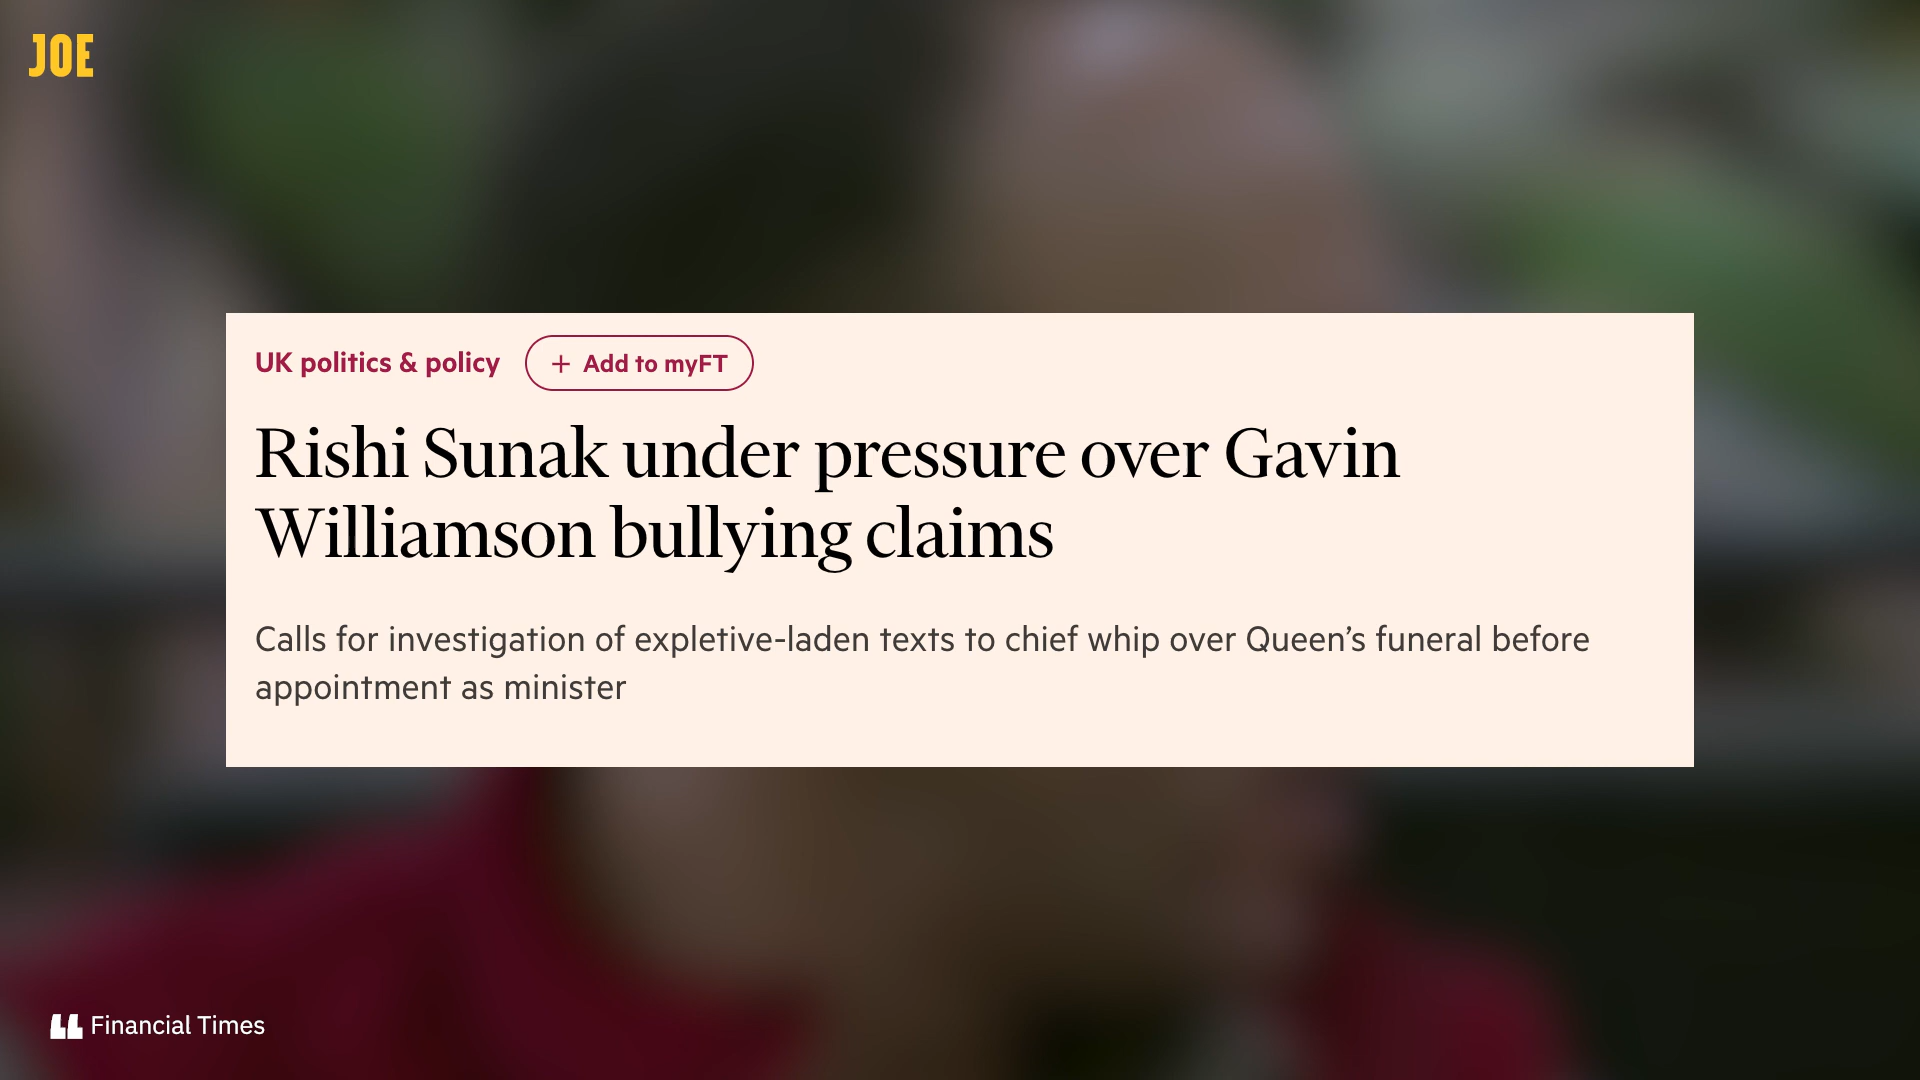 JOE
UK politics & policy
+ Add to myFT
Rishi Sunak under pressure over Gavin
Williamson bullying claims
Calls for investigation of expletive-laden texts to chief whip over Queen’s funeral before
appointment as minister
Financial Times